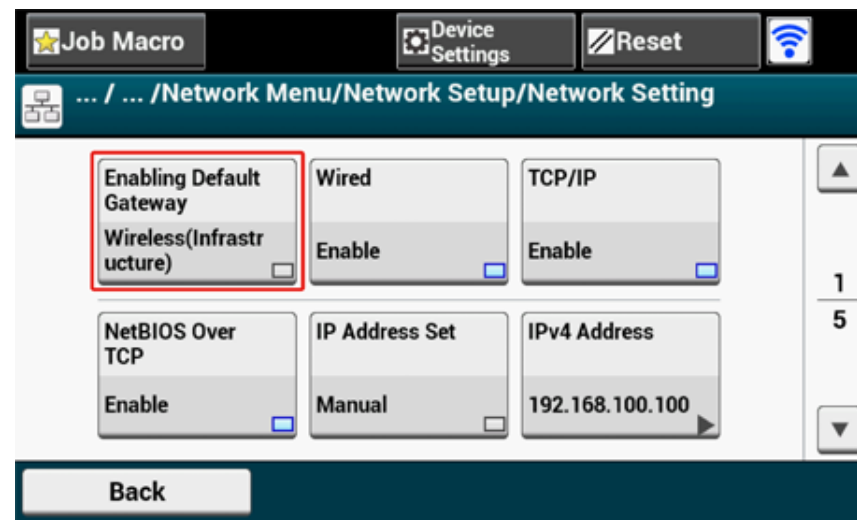 Job Macro
Device
Settings
Reset
... / ... /Network Menu/Network Setup/Network Setting
Enabling Default
Gateway
Wireless(Infrastr
ucture)
Wired
Enable
TCP/IP
Enable
1
5
NetBIOS Over
TCP
Enable
IP Address Set
Manual
IPv4 Address
192.168.100.100
Back